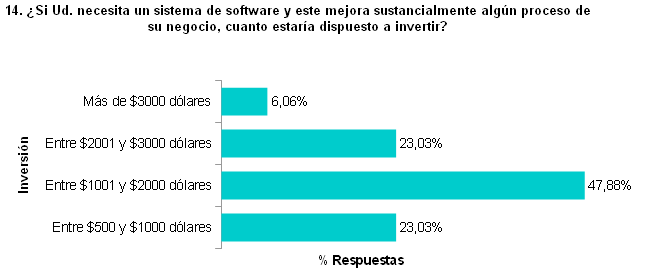 14. ¿Si Ud. necesita un sistema de software y este mejora sustancialmente algún proceso de
su negocio, cuanto estaría dispuesto a invertir?
Más de $3000 dólares 6,06%
Entre $2001 y $3000 dólares 23,03%
Inversión
Entre $1001 y $2000 dólares 47,88%
Entre $500 y $1000 dólares 23,03%
% Respuestas